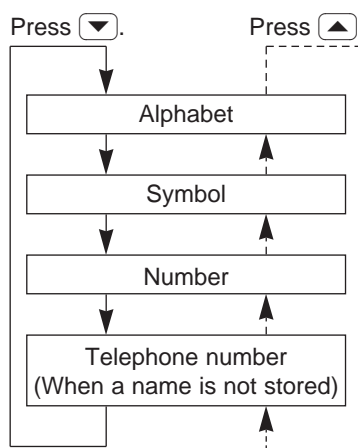 Press ▼. Press ▲
Alphabet
Symbol
Number
Telephone number
(When a name is not stored)